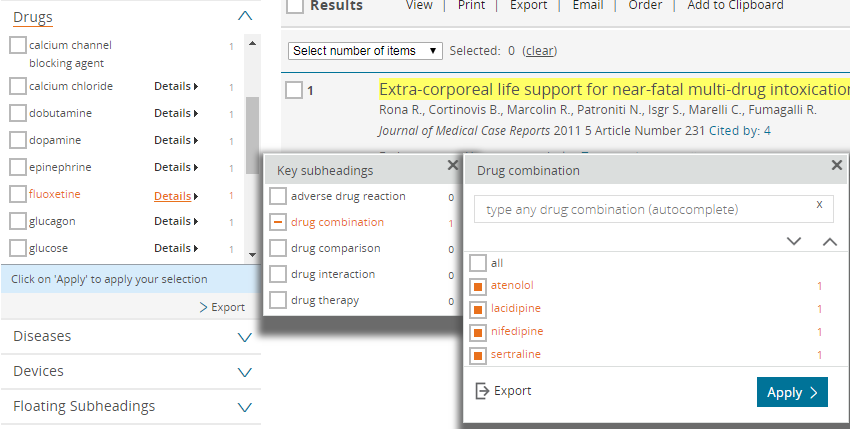 Drugs
calcium channel 1
blocking agent
calcium chloride Details 1
dobutamine Details 1
dopamine Details 1
epinephrine Details 1
fluoxetine Details 1
glucagon Details 1
glucose Details 1
Click on 'Apply' to apply your selection
Export
Diseases
Devices
Floating Subheadings
Results View | Print | Export | Email | Order | Add to Clipboard
Select number of items Selected: 0 (clear)
1 Extra-corporeal life support for near-fatal multi-drug intoxication
Rona R., Cortinovis B., Marcolin R., Patroniti N., Isgr S., Marelli C., Fumagalli R.
Journal of Medical Case Reports 2011 5 Article Number 231 Cited by: 4
Key subheadings
adverse drug reaction 0
drug combination 1
drug comparison 0
drug interaction 0
drug therapy 0
Drug combination
type any drug combination (autocomplete) x
all
atenolol 1
lacidipine 1
nifedipine 1
sertraline 1
Export
Apply